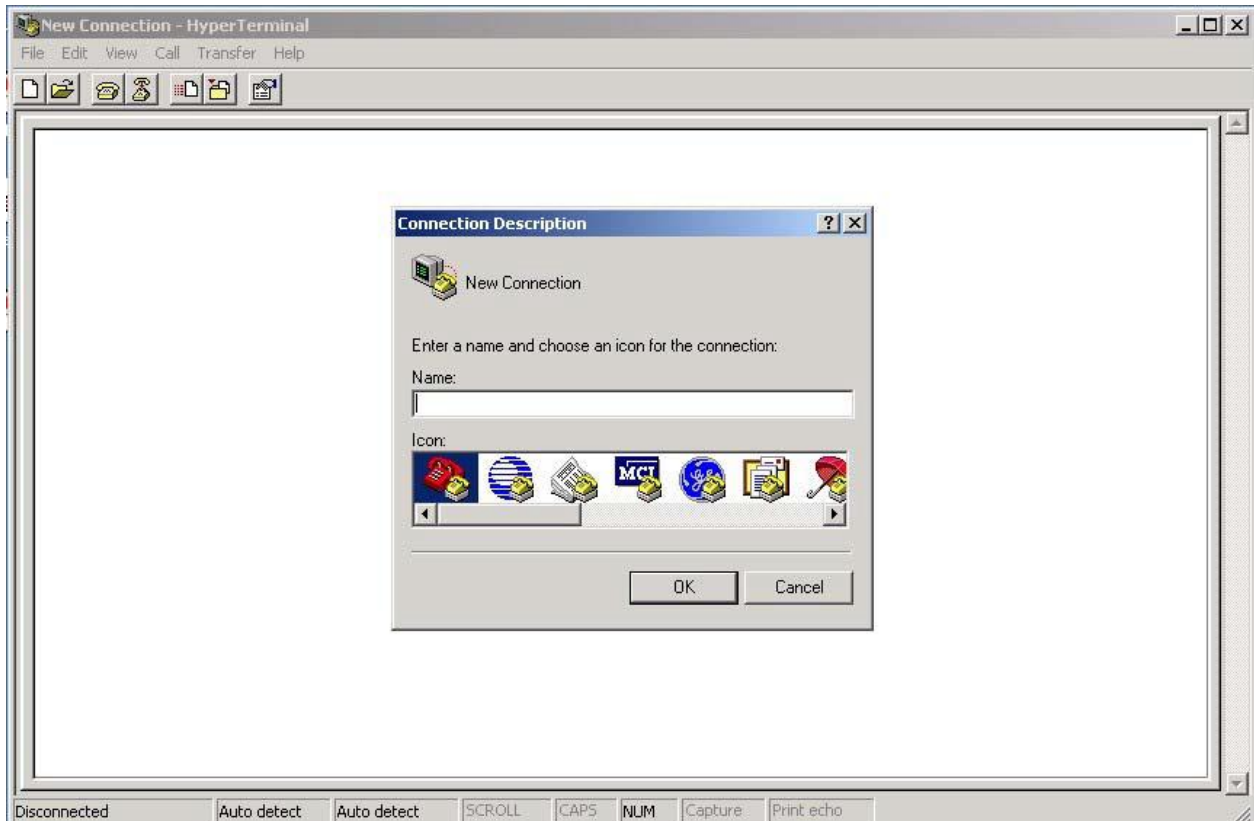 New Connection - HyperTerminal
File Edit View Call Transfer Help
Connection Description
New Connection
Enter a name and choose an icon for the connection:
Name:
Icon:
MCI
OK Cancel
Disconnected Auto detect Auto detect SCROLL CAPS NUM Capture Print echo